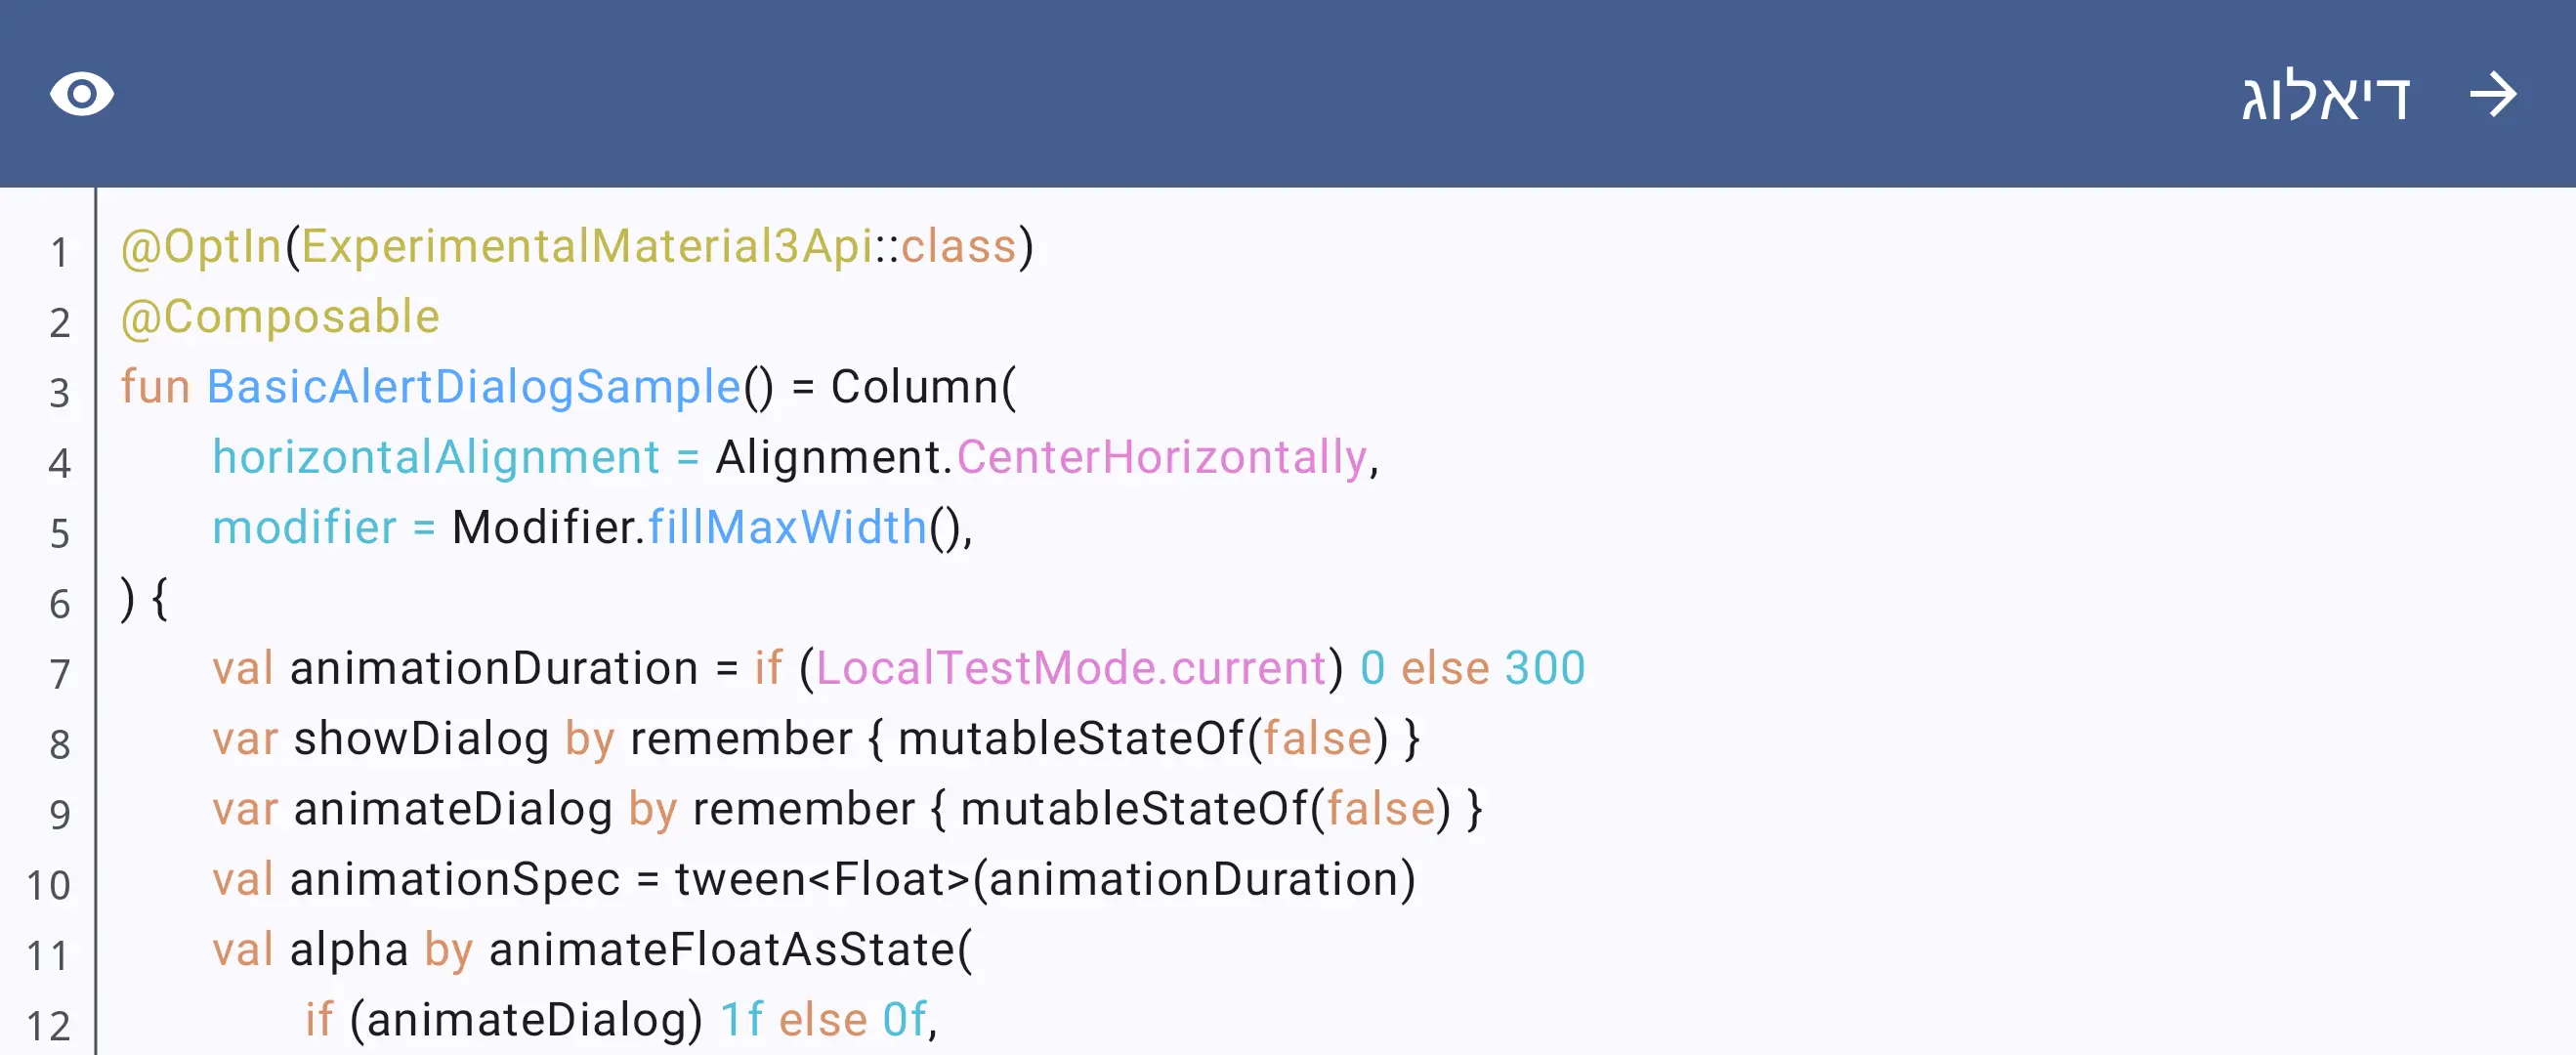 דיאלוג
1 @OptIn(ExperimentalMaterial3Api::class)
2 @Composable
3 fun BasicAlertDialogSample() = Column(
4     horizontalAlignment = Alignment.CenterHorizontally,
5     modifier = Modifier.fillMaxWidth(),
6 ) {
7     val animationDuration = if (LocalTestMode.current) 0 else 300
8     var showDialog by remember { mutableStateOf(false) }
9     var animateDialog by remember { mutableStateOf(false) }
10     val animationSpec = tween<Float>(animationDuration)
11     val alpha by animateFloatAsState(
12         if (animateDialog) 1f else 0f,